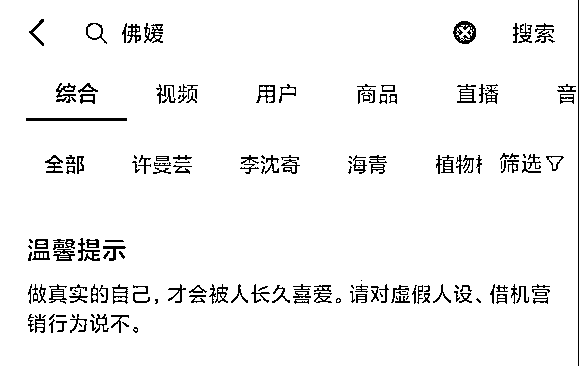 佛媛 搜索
综合 视频 用户 商品 直播 音
全部 许曼芸 李沈寄 海青 植物 筛选
温馨提示
做真实的自己，才会被人长久喜爱。请对虚假人设、借机营
销行为说不。